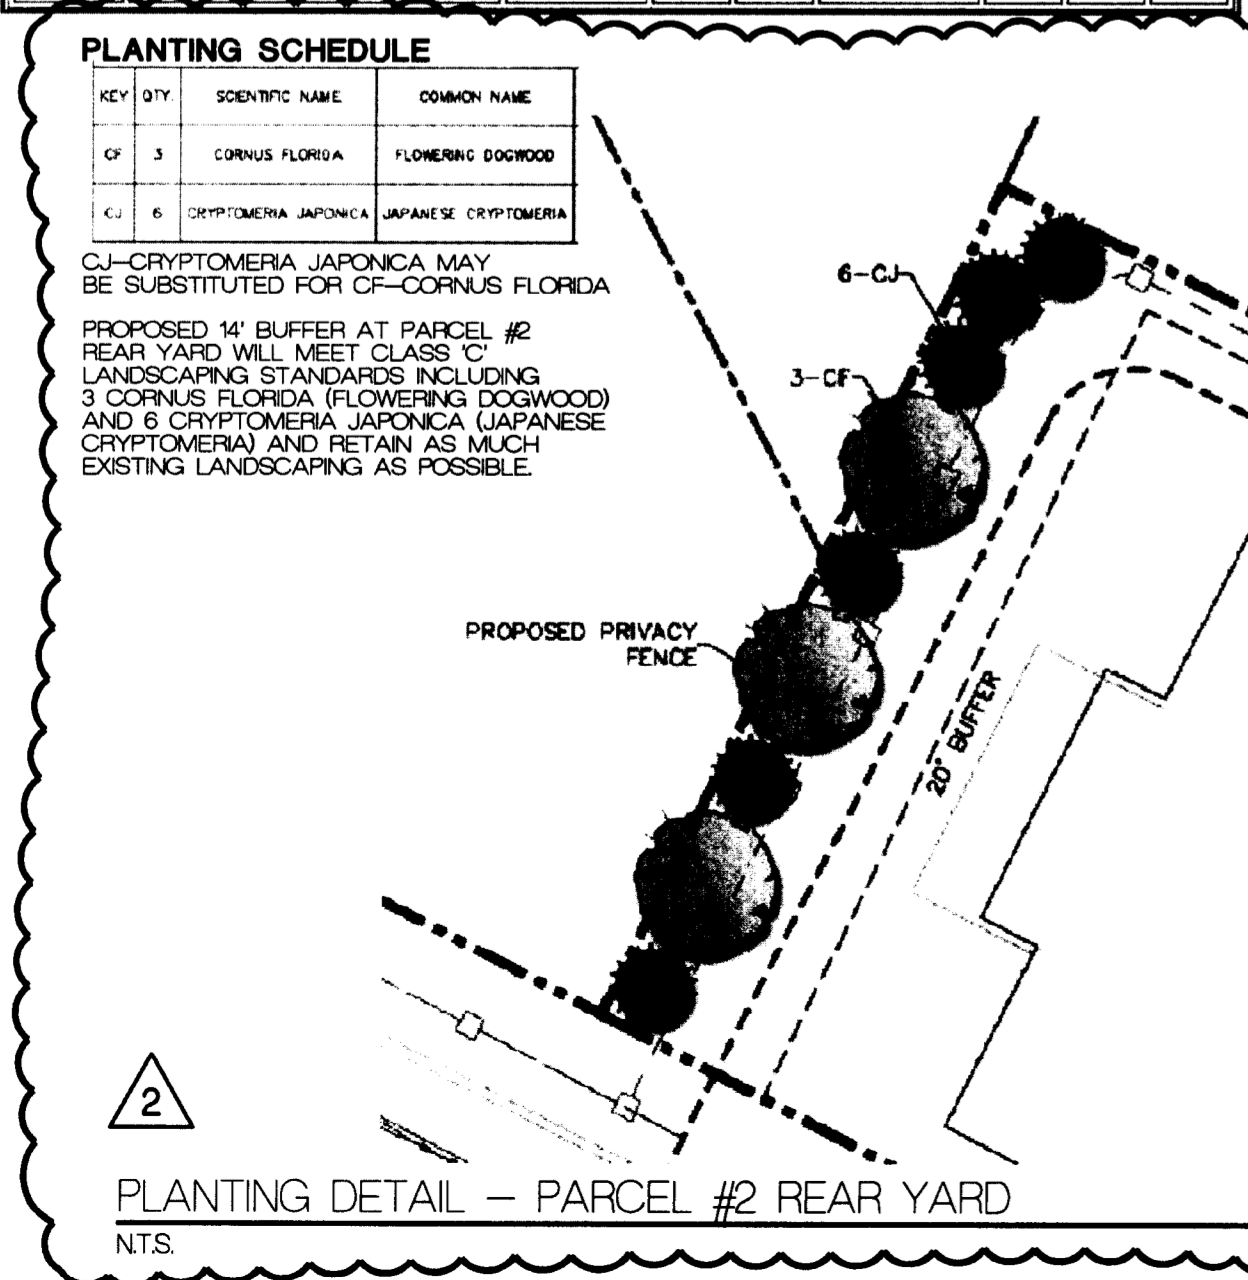 PLANTING SCHEDULE
KEY QTY. SCIENTIFIC NAME COMMON NAME
CF 3 CORNUS FLORIDA FLOWERING DOGWOOD
CJ 6 CRYPTOMERIA JAPONICA JAPANESE CRYPTOMERIA
CJ-CRYPTOMERIA JAPONICA MAY
BE SUBSTITUTED FOR CF-CORNUS FLORIDA
PROPOSED 14' BUFFER AT PARCEL #2
REAR YARD WILL MEET CLASS 'C'
LANDSCAPING STANDARDS INCLUDING
3 CORNUS FLORIDA (FLOWERING DOGWOOD)
AND 6 CRYPTOMERIA JAPONICA (JAPANESE
CRYPTOMERIA) AND RETAIN AS MUCH
EXISTING LANDSCAPING AS POSSIBLE.
6-CJ
3-CF
PROPOSED PRIVACY
FENCE
20' BUFFER
2
PLANTING DETAIL - PARCEL #2 REAR YARD
N.T.S.